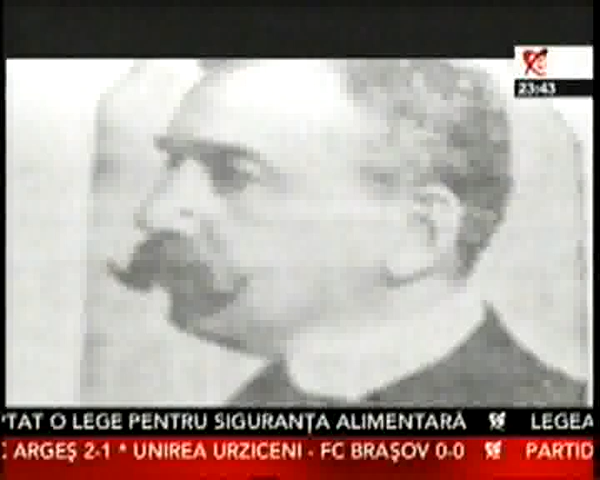 23:43
PTAT O LEGE PENTRU SIGURANȚA ALIMENTARĂ LEGEA
ARGEȘ 2-1 * UNIREA URZICENI - FC BRAȘOV 0-0 PARTID